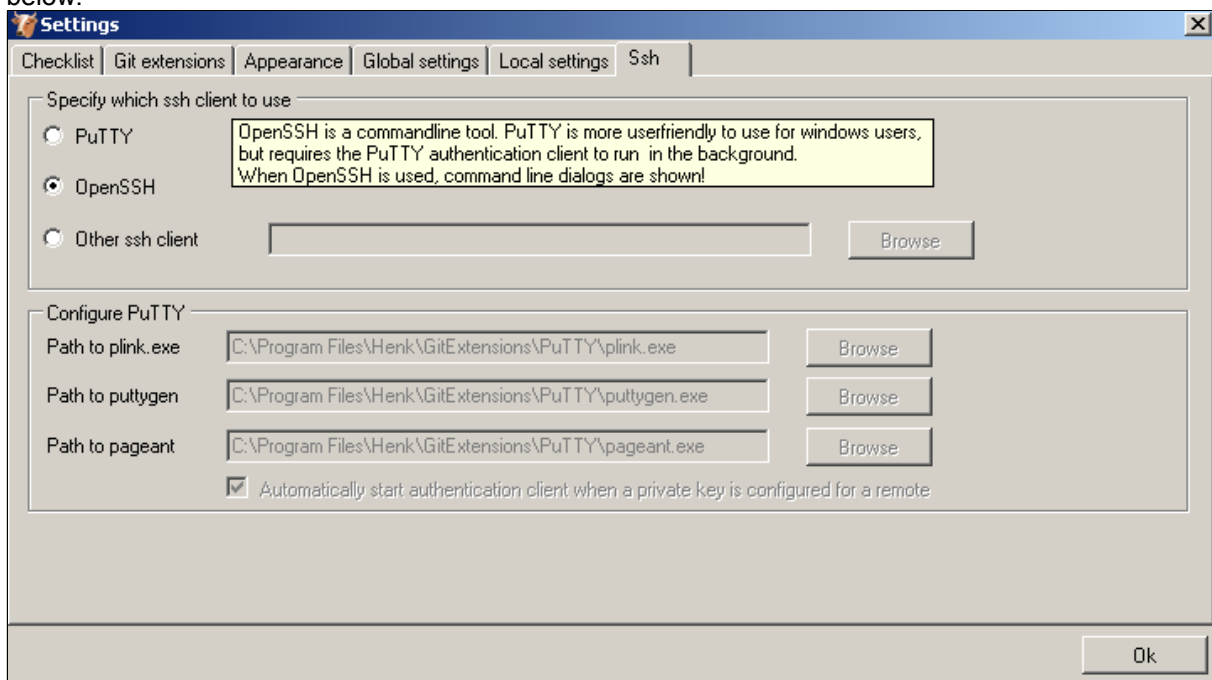 below.
Settings
Checklist Git extensions Appearance Global settings Local settings Ssh
Specify which ssh client to use
PuTTY
OpenSSH is a commandline tool. PuTTY is more userfriendly to use for windows users,
but requires the PuTTY authentication client to run in the background.
When OpenSSH is used, command line dialogs are shown!
OpenSSH
Other ssh client Browse
Configure PuTTY
Path to plink.exe C:\Program Files\Henk\GitExtensions\PuTTY\plink.exe Browse
Path to puttygen C:\Program Files\Henk\GitExtensions\PuTTY\puttygen.exe Browse
Path to pageant C:\Program Files\Henk\GitExtensions\PuTTY\pageant.exe Browse
Automatically start authentication client when a private key is configured for a remote
Ok